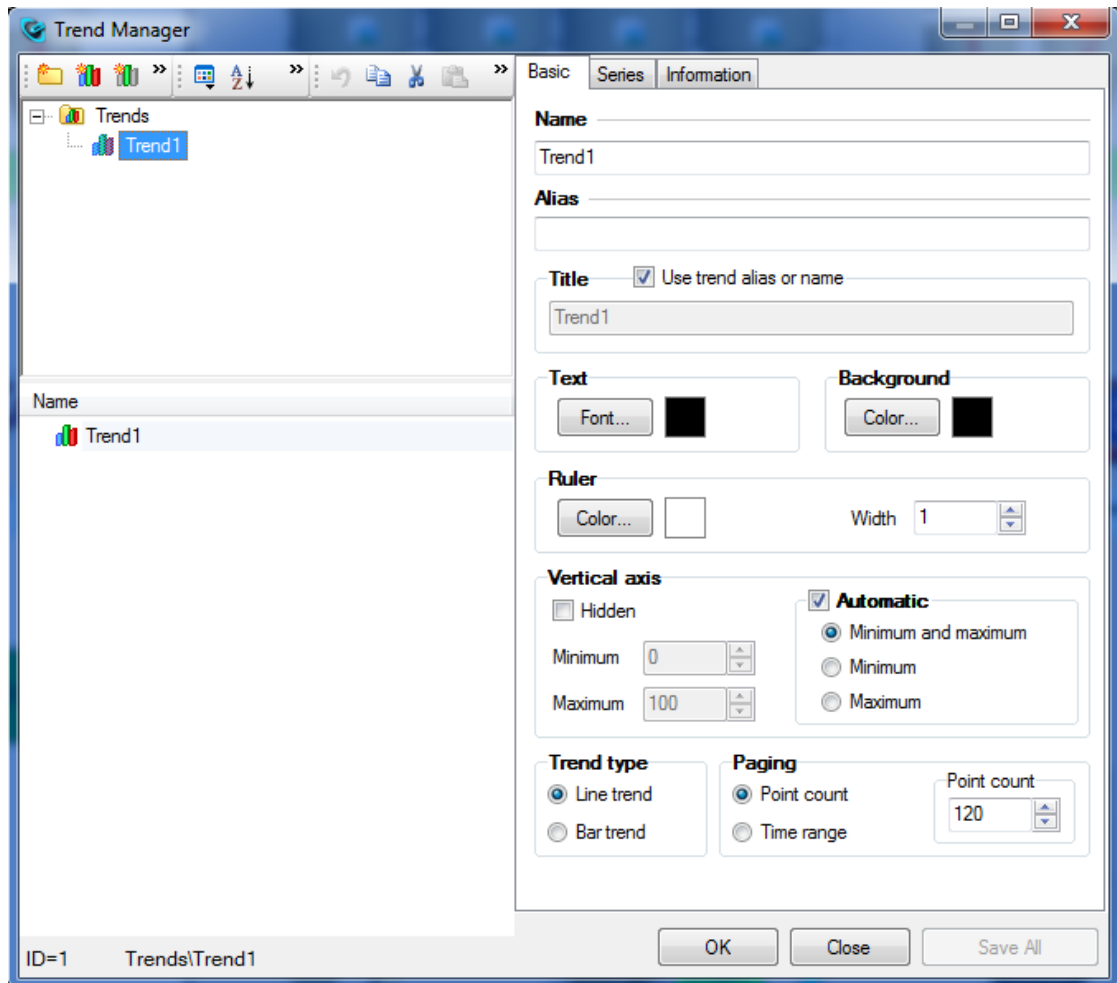 Trend Manager
Basic
Series
Information
Trends
Trend1
Name
Trend1
Name
Trend1
Alias
Title
Use trend alias or name
Trend1
Text
Font...
Background
Color...
Ruler
Color...
Width 1
Vertical axis
Hidden
Minimum 0
Maximum 100
Automatic
Minimum and maximum
Minimum
Maximum
Trend type
Line trend
Bar trend
Paging
Point count
Time range
Point count
120
ID=1 Trends\Trend1
OK
Close
Save All